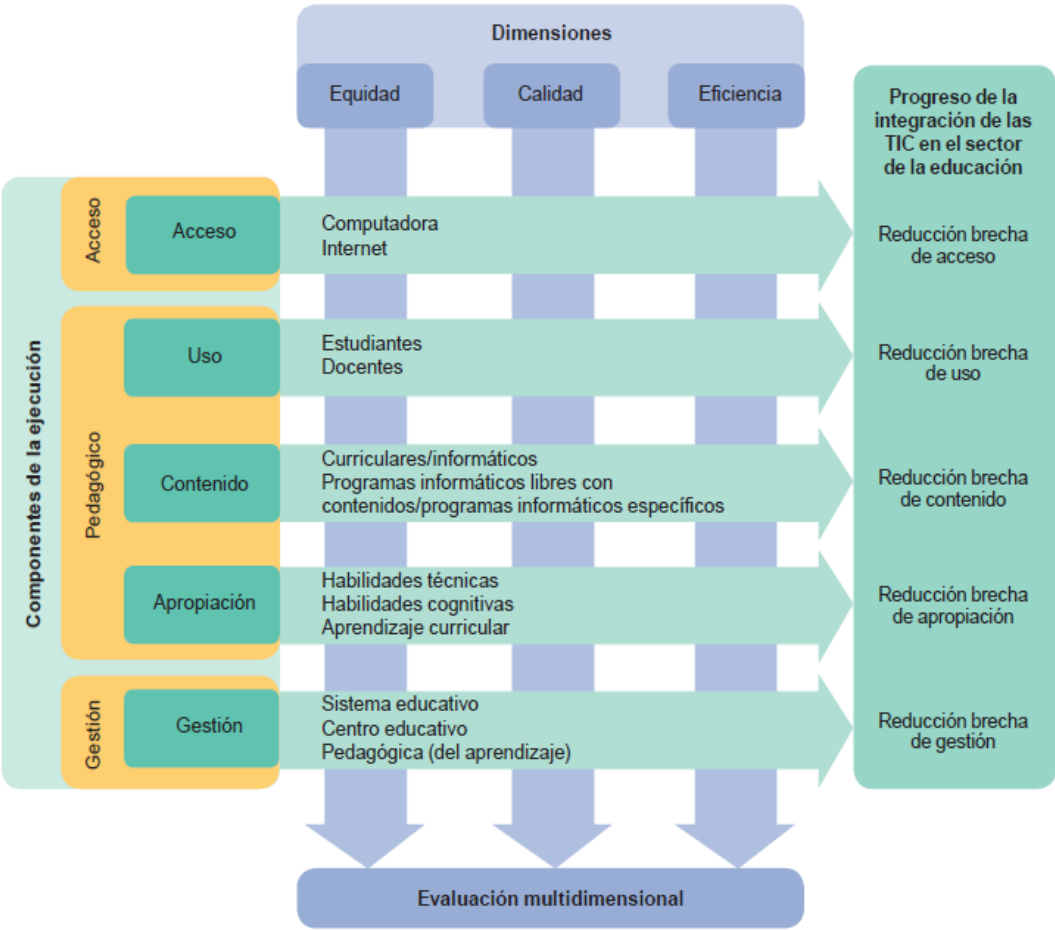 Dimensiones
Equidad
Calidad
Eficiencia
Progreso de la
integración de las
TIC en el sector
de la educación
Componentes de la ejecución
Acceso
Acceso
Computadora
Internet
Reducción brecha
de acceso
Pedagógico
Uso
Estudiantes
Docentes
Reducción brecha
de uso
Contenido
Curriculares/informáticos
Programas informáticos libres con
contenidos/programas informáticos específicos
Reducción brecha
de contenido
Apropiación
Habilidades técnicas
Habilidades cognitivas
Aprendizaje curricular
Reducción brecha
de apropiación
Gestión
Gestión
Sistema educativo
Centro educativo
Pedagógica (del aprendizaje)
Reducción brecha
de gestión
Evaluación multidimensional